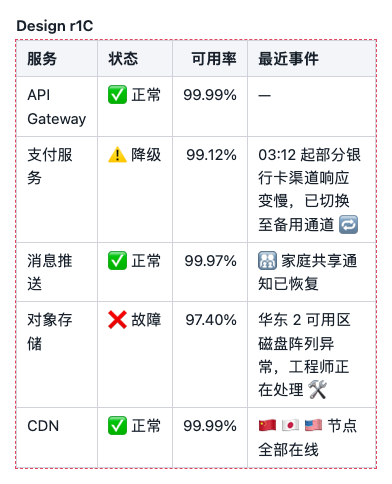 Design r1C
服务 状态 可用率 最近事件
API ✅ 正常 99.99% —
Gateway
支付服 ⚠️ 降级 99.12% 03:12 起部分银
务 行卡渠道响应
变慢，已切换
至备用通道 🔁
消息推 ✅ 正常 99.97% 👨‍👩‍👧‍👦 家庭共享通
送 知已恢复
对象存 ❌ 故障 97.40% 华东 2 可用区
储 磁盘阵列异
常，工程师正
在处理 🛠️
CDN ✅ 正常 99.99% 🇨🇳 🇯🇵 🇺🇸 节点
全部在线